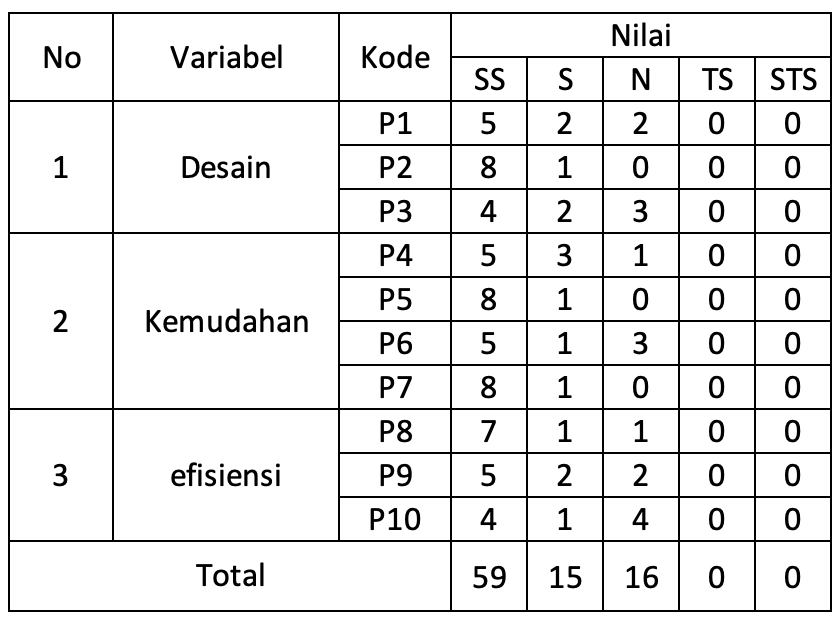 No Variabel Kode Nilai
SS S N TS STS
1 Desain P1 5 2 2 0 0
P2 8 1 0 0 0
P3 4 2 3 0 0
2 Kemudahan P4 5 3 1 0 0
P5 8 1 0 0 0
P6 5 1 3 0 0
P7 8 1 0 0 0
3 efisiensi P8 7 1 1 0 0
P9 5 2 2 0 0
P10 4 1 4 0 0
Total 59 15 16 0 0